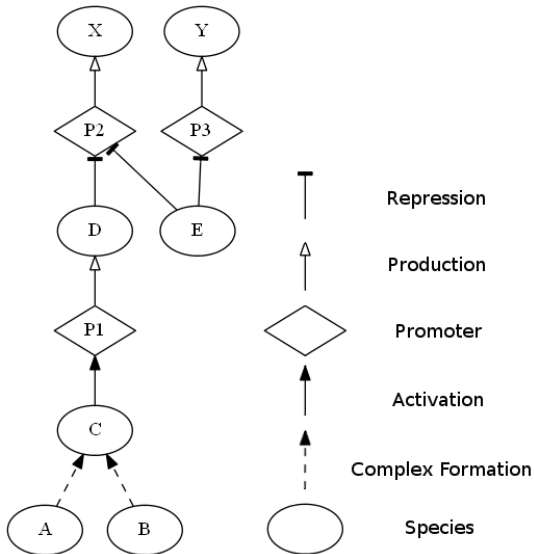 X
Y
P2
P3
D
E
P1
C
A
B
Repression
Production
Promoter
Activation
Complex Formation
Species